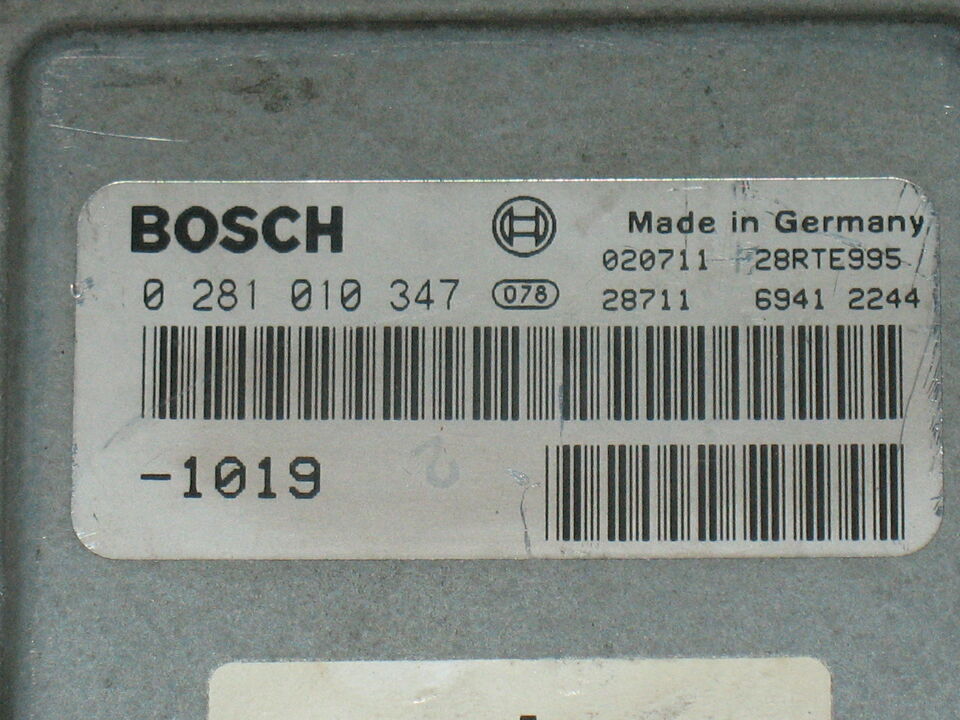 BOSCH
Made in Germany
020711 28RTE995
0 281 010 347 078 28711 6941 2244
-1019